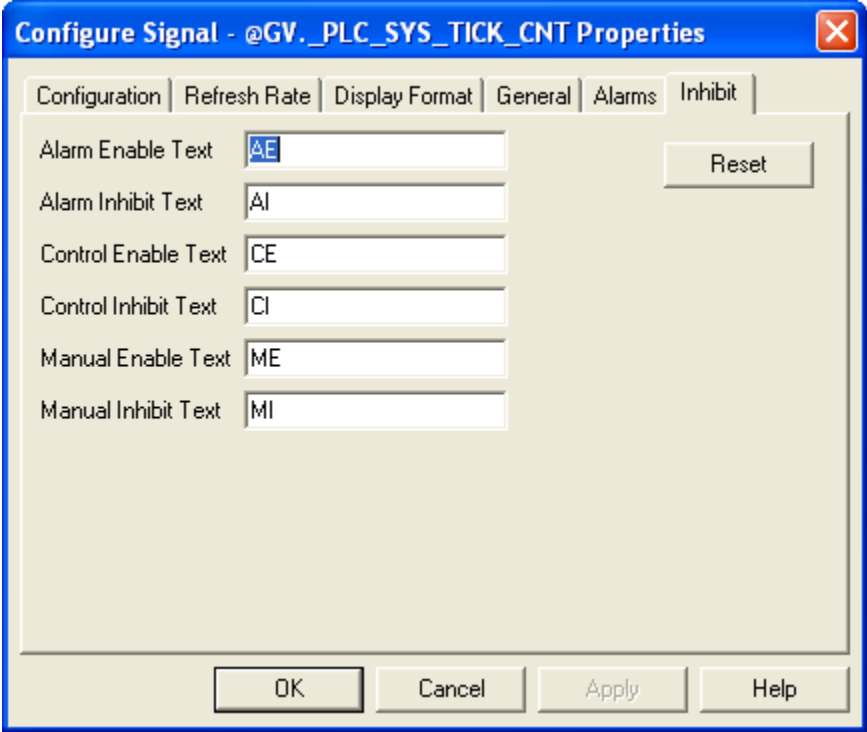 Configure Signal - @GV._PLC_SYS_TICK_CNT Properties
Configuration Refresh Rate Display Format General Alarms Inhibit
Alarm Enable Text AE Reset
Alarm Inhibit Text AI
Control Enable Text CE
Control Inhibit Text CI
Manual Enable Text ME
Manual Inhibit Text MI
OK Cancel Apply Help